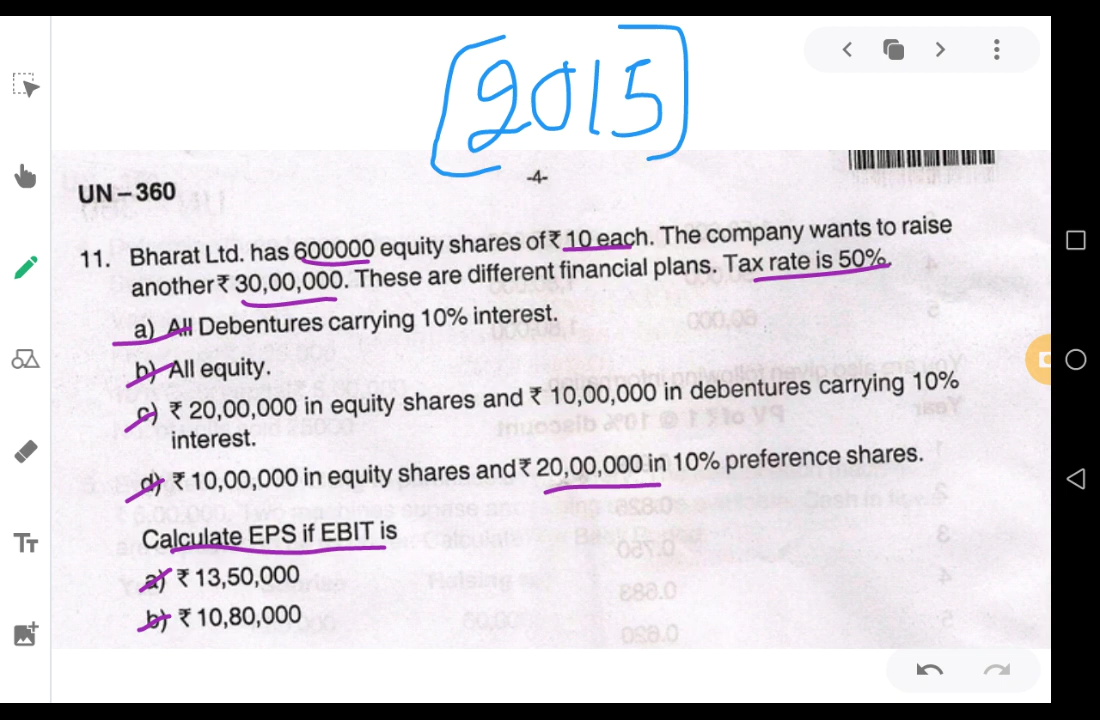 [2015]
-4-
UN – 360
11. Bharat Ltd. has 600000 equity shares of ₹ 10 each. The company wants to raise
another ₹ 30,00,000. These are different financial plans. Tax rate is 50%.
a) All Debentures carrying 10% interest.
b) All equity.
c) ₹ 20,00,000 in equity shares and ₹ 10,00,000 in debentures carrying 10%
interest.
d) ₹ 10,00,000 in equity shares and ₹ 20,00,000 in 10% preference shares.
Calculate EPS if EBIT is
a) ₹ 13,50,000
b) ₹ 10,80,000
Tт